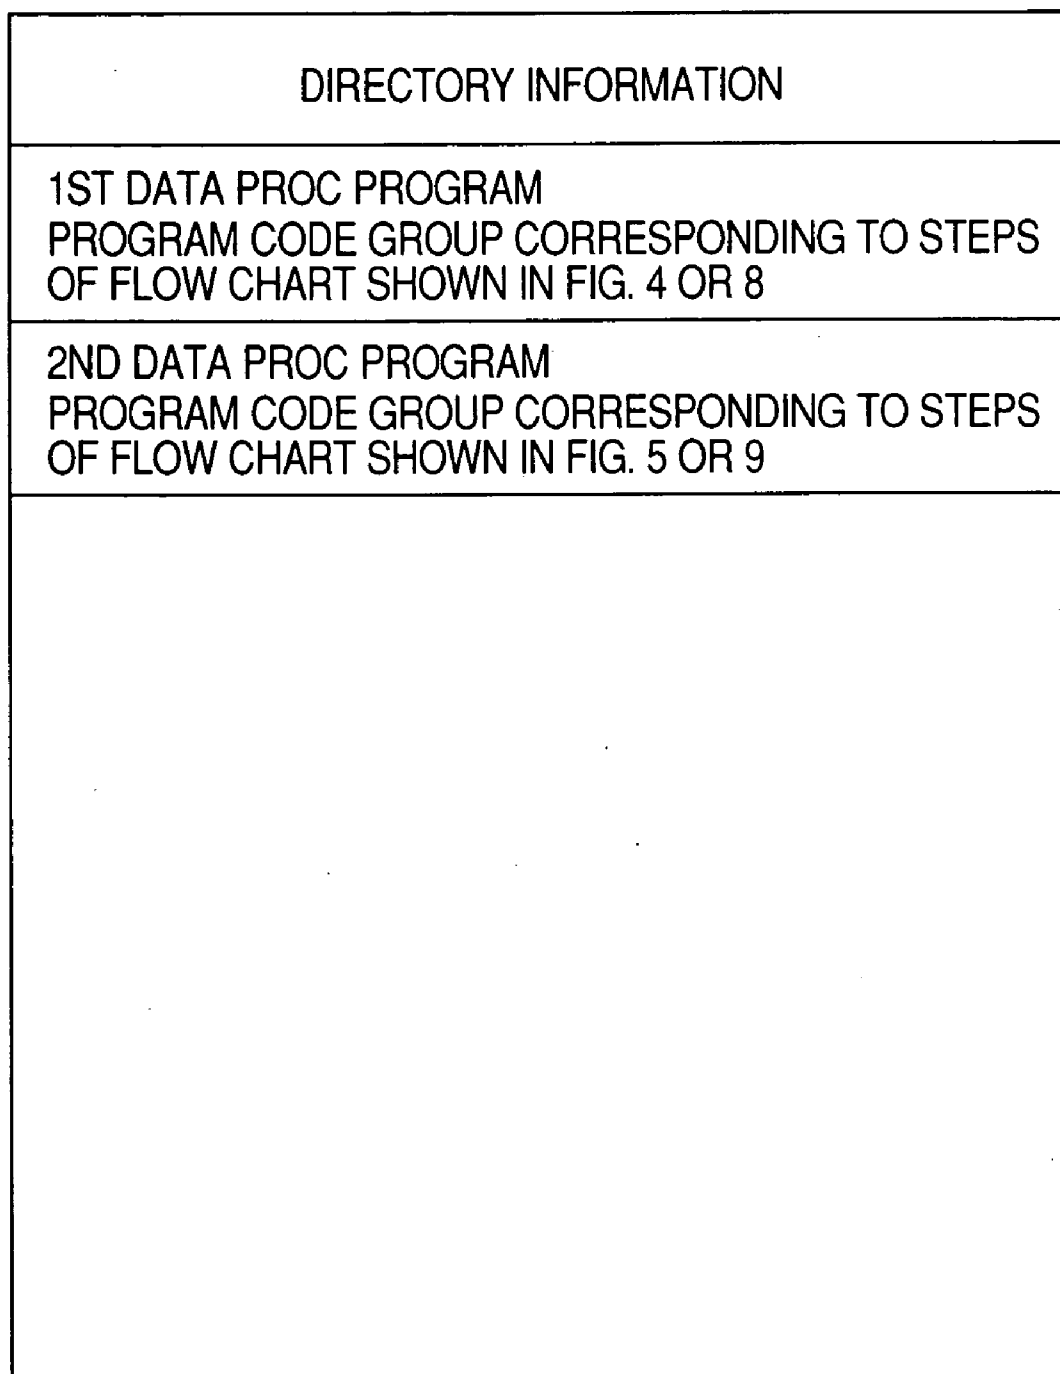 DIRECTORY INFORMATION
1ST DATA PROC PROGRAM
PROGRAM CODE GROUP CORRESPONDING TO STEPS
OF FLOW CHART SHOWN IN FIG. 4 OR 8
2ND DATA PROC PROGRAM
PROGRAM CODE GROUP CORRESPONDING TO STEPS
OF FLOW CHART SHOWN IN FIG. 5 OR 9